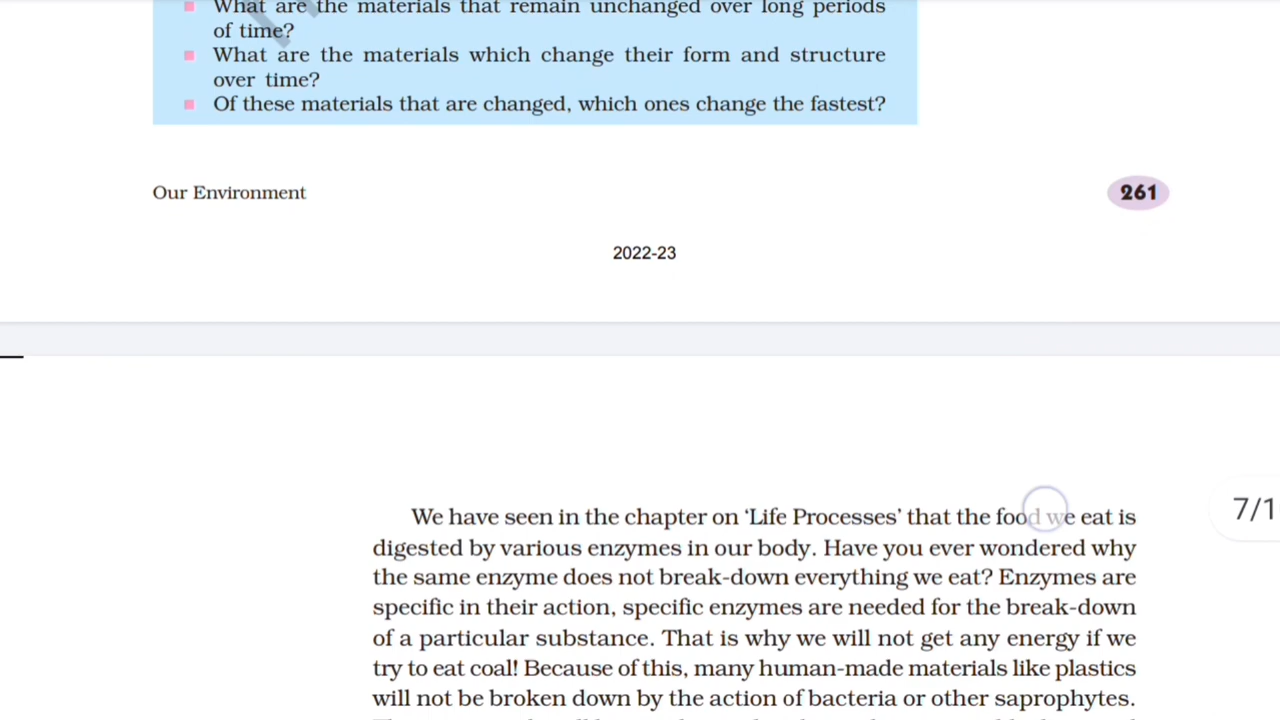 What are the materials that remain unchanged over long periods
of time?
What are the materials which change their form and structure
over time?
Of these materials that are changed, which ones change the fastest?
Our Environment
261
2022-23
We have seen in the chapter on ‘Life Processes’ that the food we eat is
7/1
digested by various enzymes in our body. Have you ever wondered why
the same enzyme does not break-down everything we eat? Enzymes are
specific in their action, specific enzymes are needed for the break-down
of a particular substance. That is why we will not get any energy if we
try to eat coal! Because of this, many human-made materials like plastics
will not be broken down by the action of bacteria or other saprophytes.